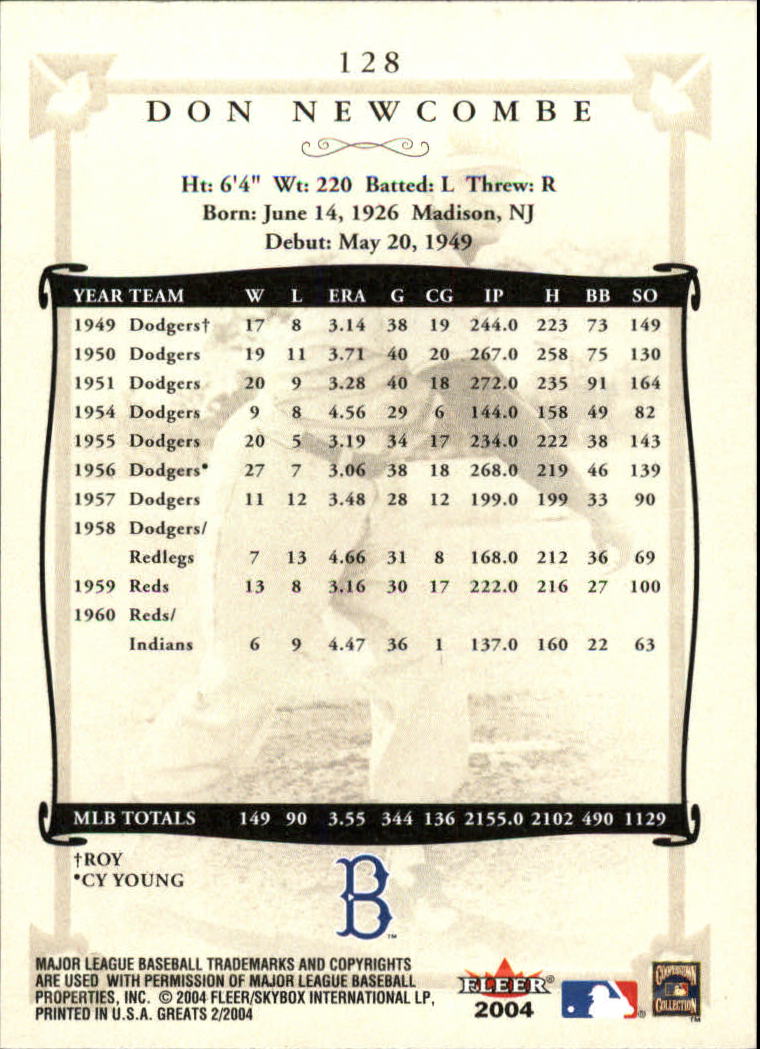 128
DON NEWCOMBE
Ht: 6'4" Wt: 220 Batted: L Threw: R
Born: June 14, 1926 Madison, NJ
Debut: May 20, 1949
YEAR TEAM W L ERA G CG IP H BB SO
1949 Dodgers† 17 8 3.14 38 19 244.0 223 73 149
1950 Dodgers 19 11 3.71 40 20 267.0 258 75 130
1951 Dodgers 20 9 3.28 40 18 272.0 235 91 164
1954 Dodgers 9 8 4.56 29 6 144.0 158 49 82
1955 Dodgers 20 5 3.19 34 17 234.0 222 38 143
1956 Dodgers• 27 7 3.06 38 18 268.0 219 46 139
1957 Dodgers 11 12 3.48 28 12 199.0 199 33 90
1958 Dodgers/
Redlegs 7 13 4.66 31 8 168.0 212 36 69
1959 Reds 13 8 3.16 30 17 222.0 216 27 100
1960 Reds/
Indians 6 9 4.47 36 1 137.0 160 22 63
MLB TOTALS 149 90 3.55 344 136 2155.0 2102 490 1129
†ROY
•CY YOUNG
B™
MAJOR LEAGUE BASEBALL TRADEMARKS AND COPYRIGHTS
ARE USED WITH PERMISSION OF MAJOR LEAGUE BASEBALL
PROPERTIES, INC. © 2004 FLEER/SKYBOX INTERNATIONAL LP,
PRINTED IN U.S.A. GREATS 2/2004
FLEER®
2004
®
COOPERSTOWN
COLLECTION
™